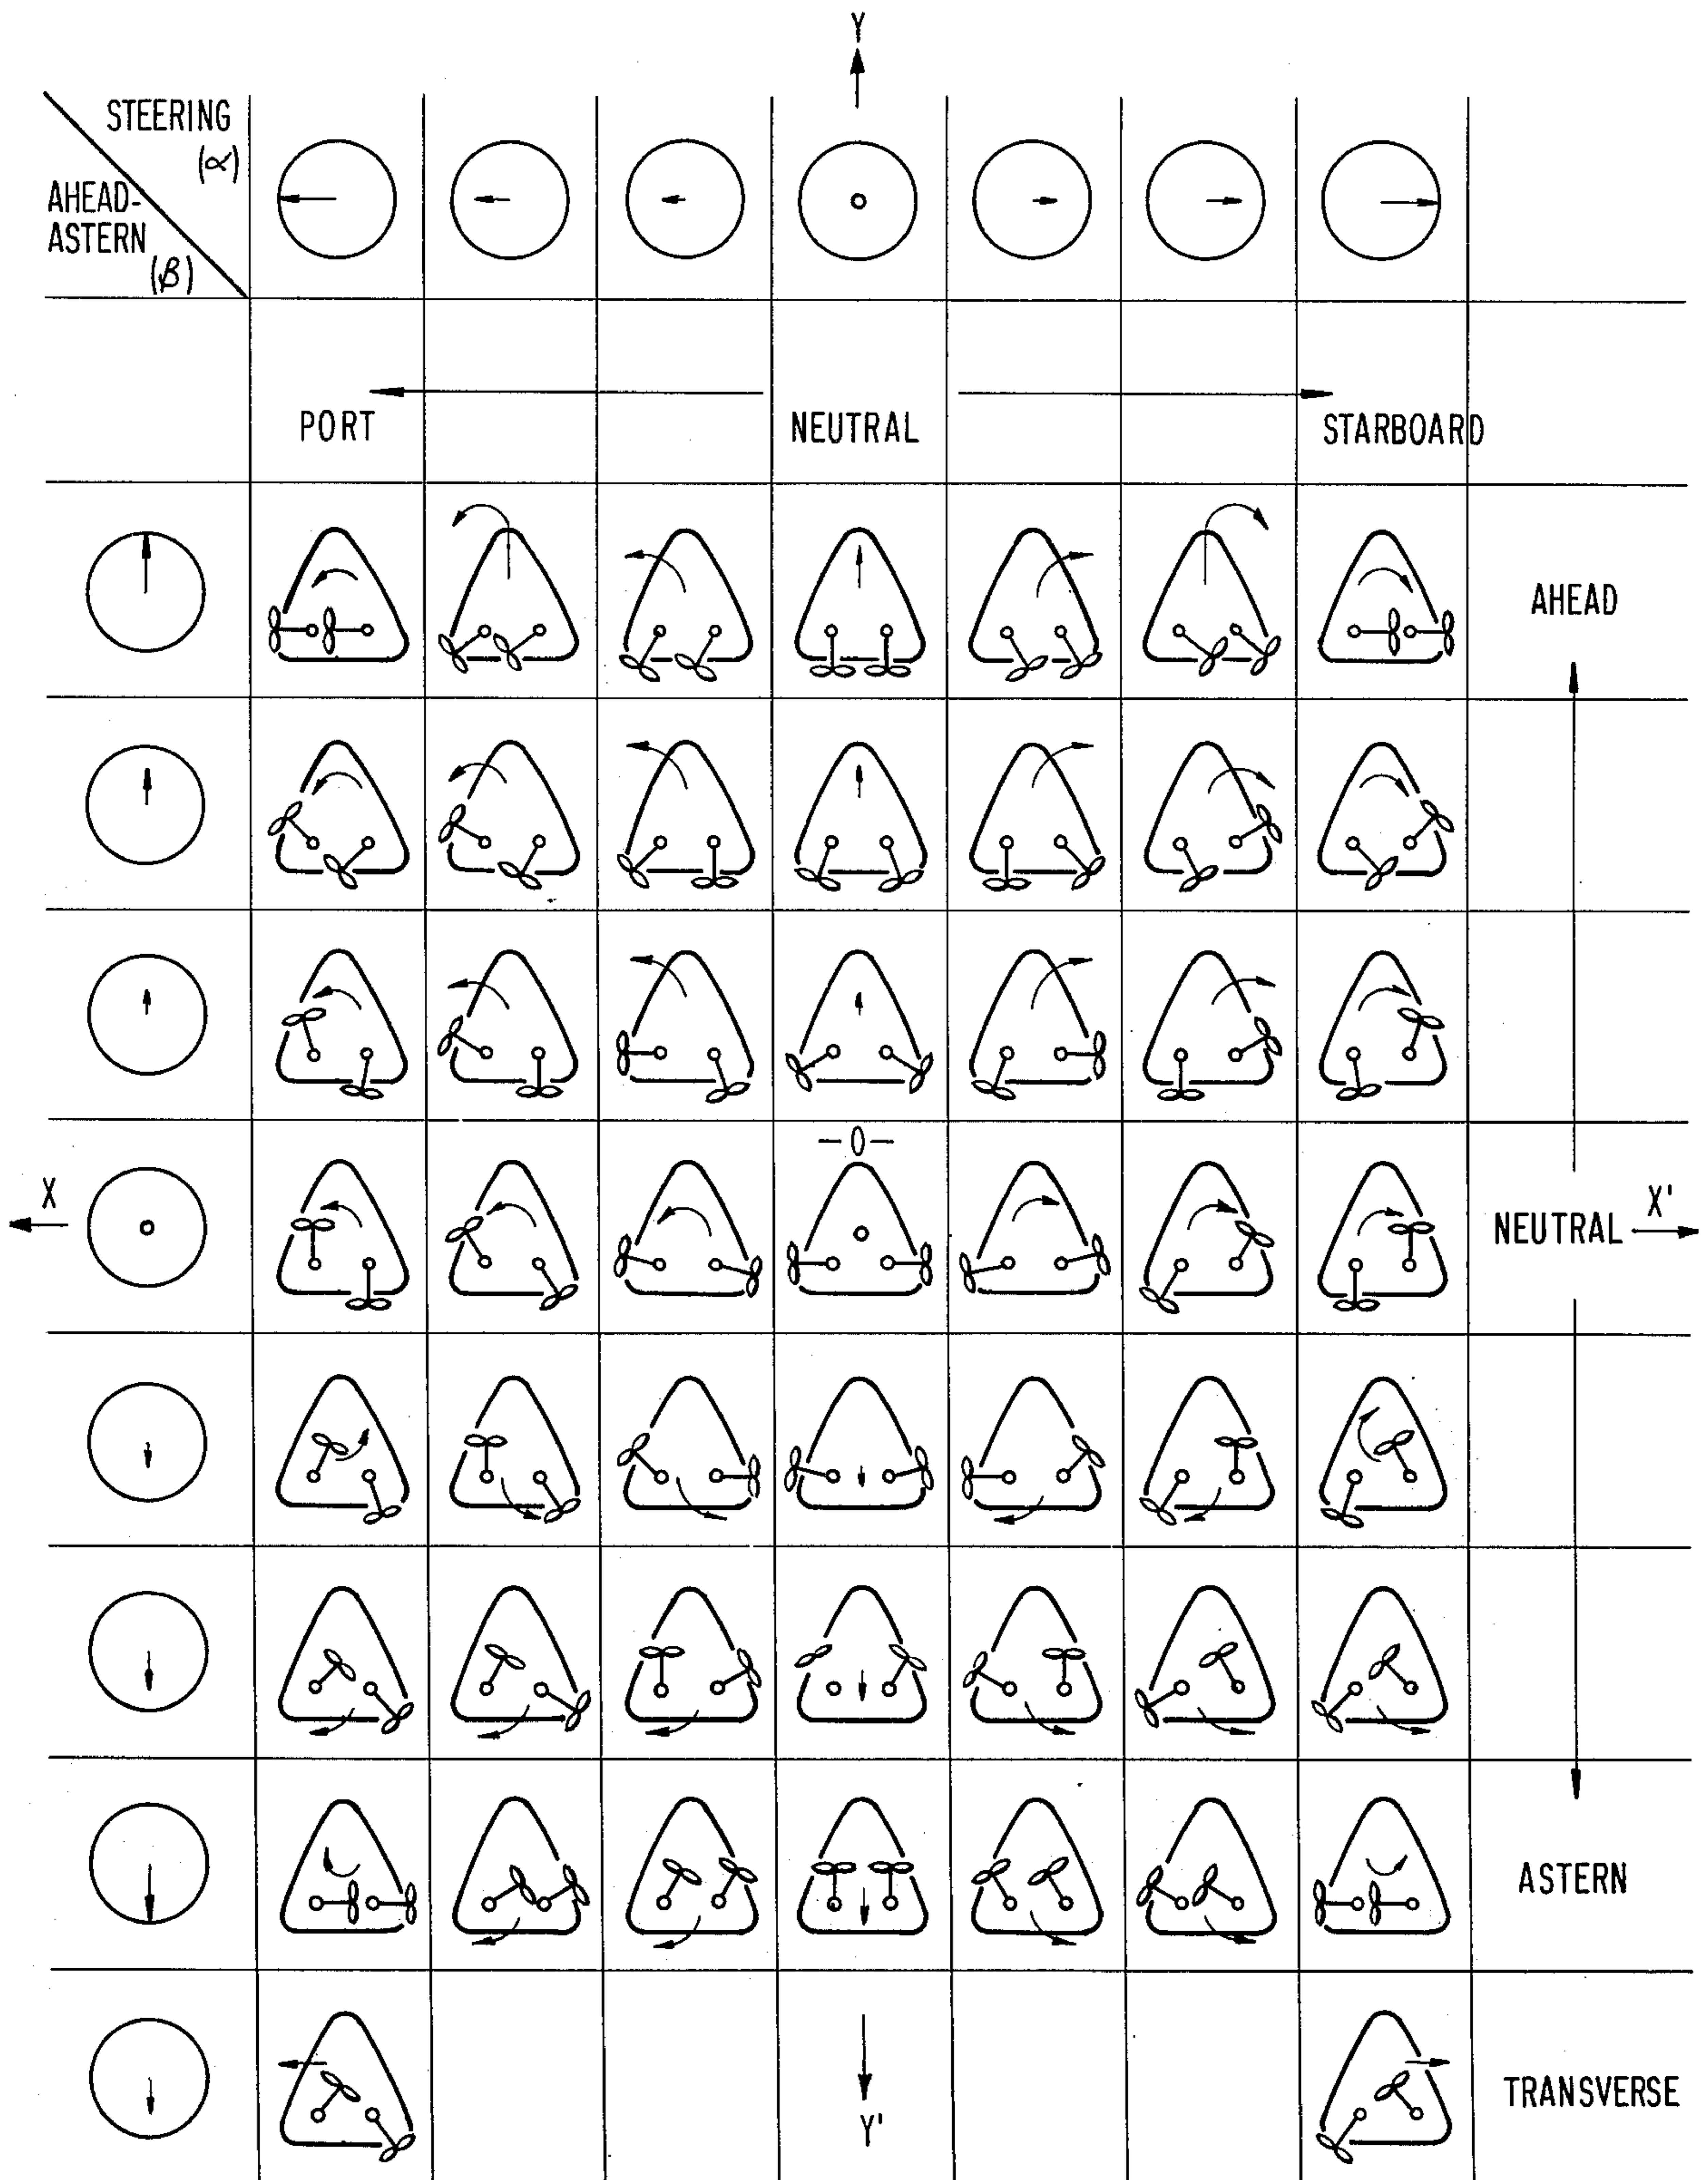 Y
STEERING
(α)
AHEAD-
ASTERN
(β)
PORT
NEUTRAL
STARBOARD
AHEAD
-0-
X
NEUTRAL
X'
ASTERN
Y'
TRANSVERSE